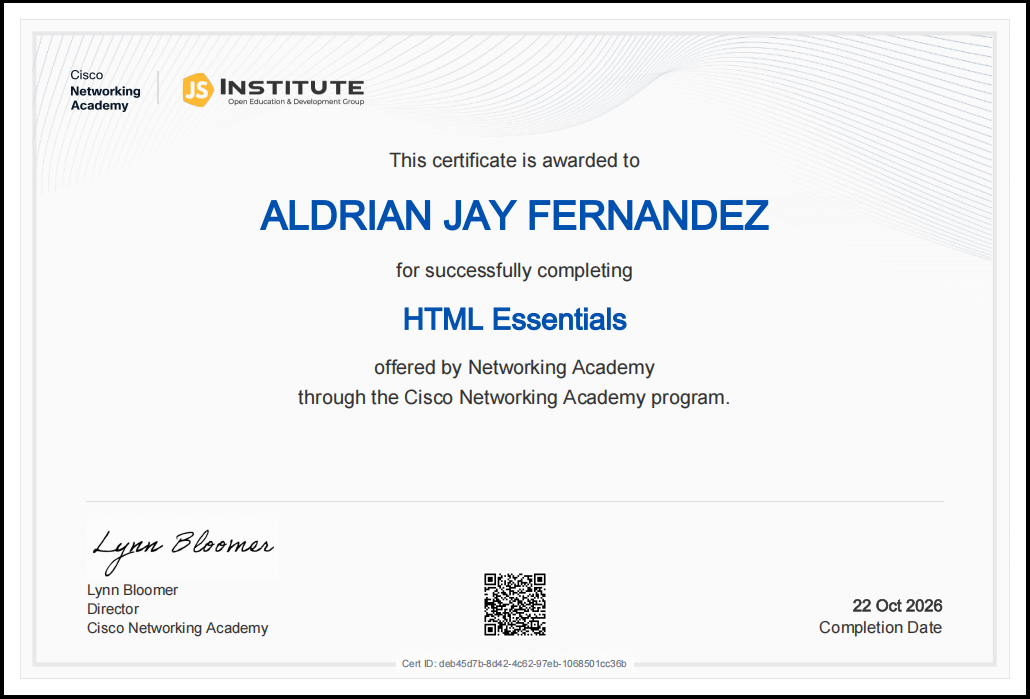 Cisco
Networking
Academy
JS INSTITUTE
Open Education & Development Group
This certificate is awarded to
ALDRIAN JAY FERNANDEZ
for successfully completing
HTML Essentials
offered by Networking Academy
through the Cisco Networking Academy program.
Lynn Bloomer
Lynn Bloomer
Director
Cisco Networking Academy
22 Oct 2026
Completion Date
Cert ID: deb45d7b-8d42-4c62-97eb-1068501cc36b